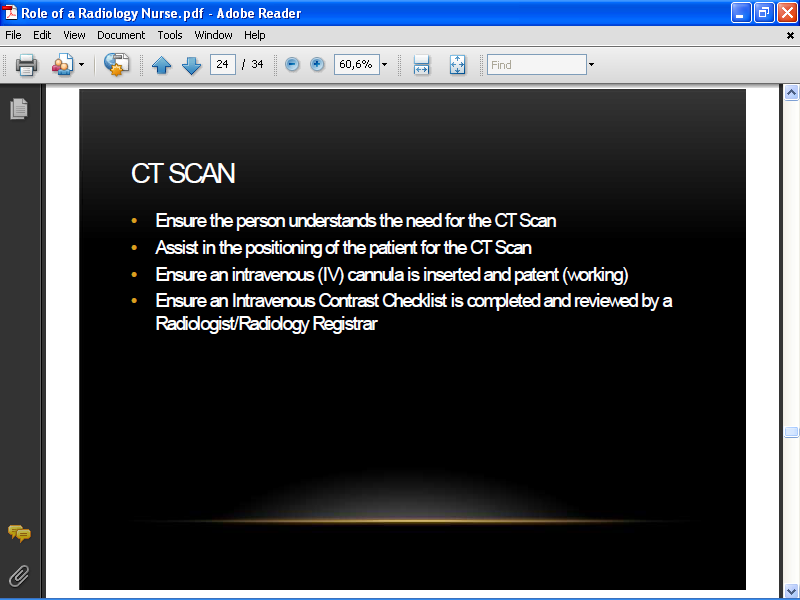 Role of a Radiology Nurse.pdf - Adobe Reader
File Edit View Document Tools Window Help
24 / 34 60,6% Find
CT SCAN
• Ensure the person understands the need for the CT Scan
• Assist in the positioning of the patient for the CT Scan
• Ensure an intravenous (IV) cannula is inserted and patent (working)
• Ensure an Intravenous Contrast Checklist is completed and reviewed by a
Radiologist/Radiology Registrar